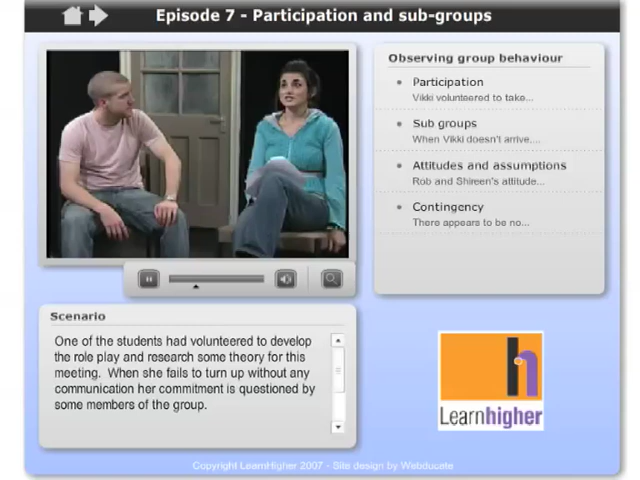 Episode 7 - Participation and sub-groups
Observing group behaviour
Participation
Vikki volunteered to take...
Sub groups
When Vikki doesn't arrive,...
Attitudes and assumptions
Rob and Shireen's attitude...
Contingency
There appears to be no...
Scenario
One of the students had volunteered to develop
the role play and research some theory for this
meeting. When she fails to turn up without any
communication her commitment is questioned by
some members of the group.
h
Learnhigher
Copyright LearnHigher 2007 - Site design by Webducate